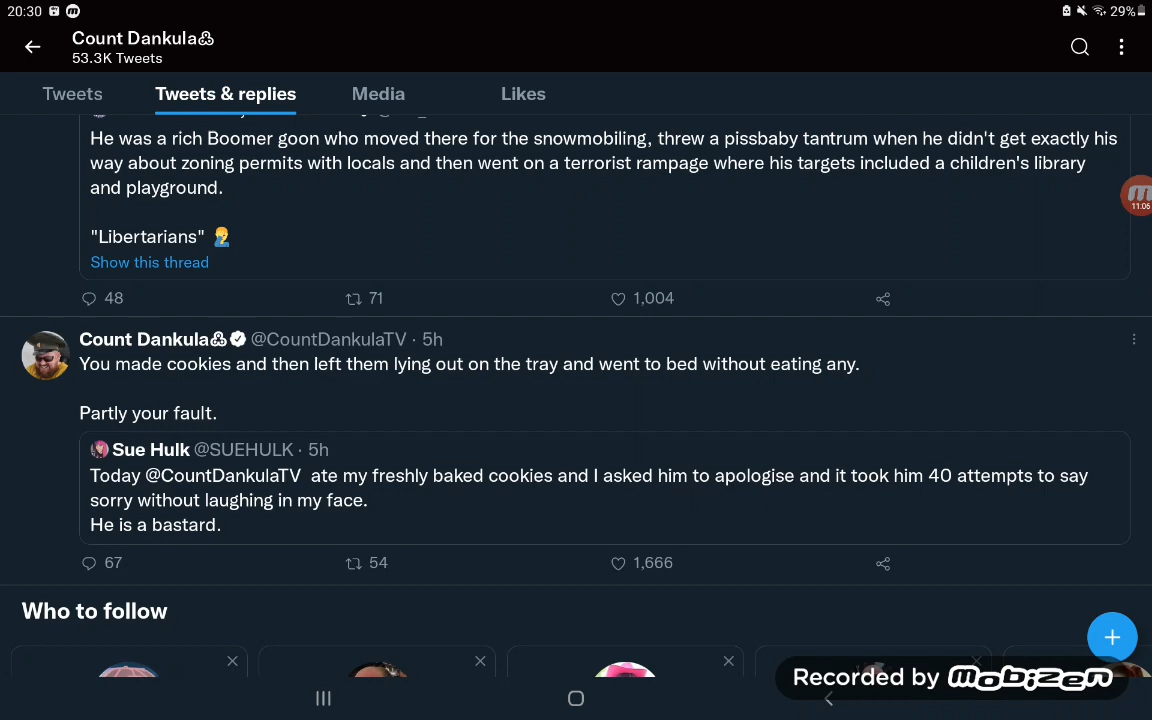 20:30
29%
Count Dankula
53.3K Tweets
Tweets
Tweets & replies
Media
Likes
He was a rich Boomer goon who moved there for the snowmobiling, threw a pissbaby tantrum when he didn't get exactly his
way about zoning permits with locals and then went on a terrorist rampage where his targets included a children's library
and playground.
"Libertarians" 🤦‍♂️
Show this thread
48
71
1,004
11:06
Count Dankula @CountDankulaTV · 5h
You made cookies and then left them lying out on the tray and went to bed without eating any.
Partly your fault.
Sue Hulk @SUEHULK · 5h
Today @CountDankulaTV ate my freshly baked cookies and I asked him to apologise and it took him 40 attempts to say
sorry without laughing in my face.
He is a bastard.
67
54
1,666
Who to follow
Recorded by mobizen